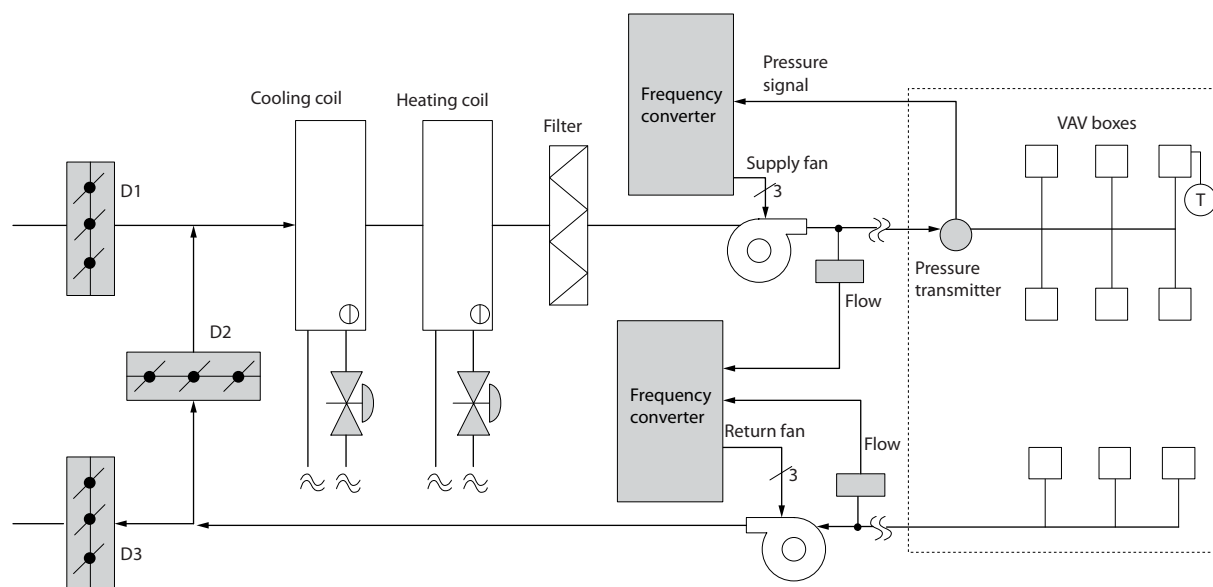 Cooling coil
Heating coil
Filter
Frequency
converter
Pressure
signal
VAV boxes
Supply fan
3
D1
T
Pressure
transmitter
Flow
D2
Frequency
converter
Return fan
3
Flow
D3